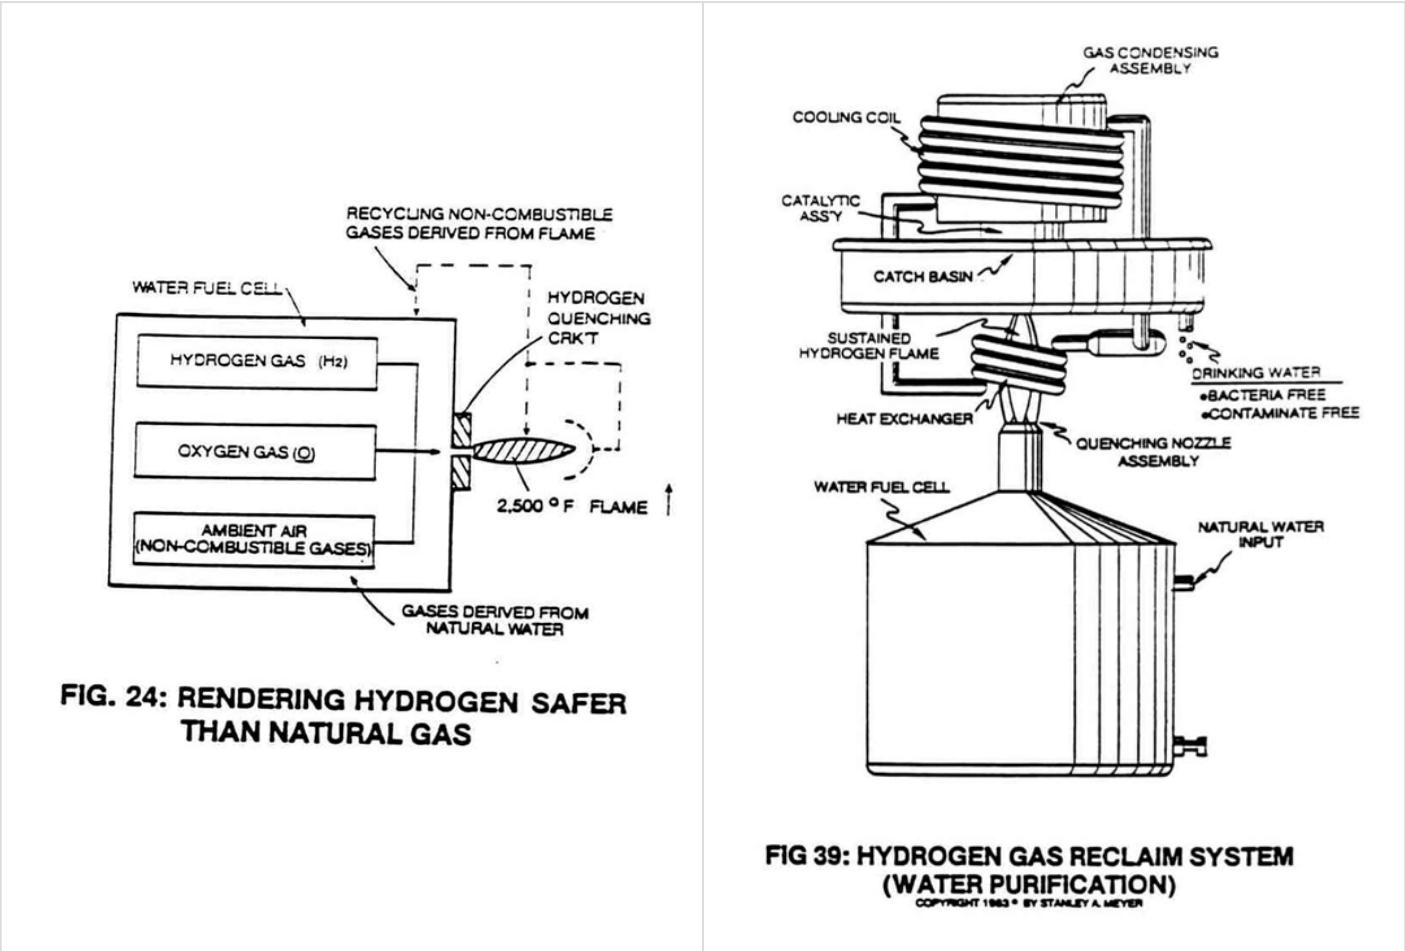 RECYCLING NON-COMBUSTIBLE
GASES DERIVED FROM FLAME
WATER FUEL CELL
HYDROGEN
QUENCHING
CRK'T
HYDROGEN GAS (H2)
OXYGEN GAS (O)
2,500 °F FLAME
AMBIENT AIR
(NON-COMBUSTIBLE GASES)
GASES DERIVED FROM
NATURAL WATER
FIG. 24: RENDERING HYDROGEN SAFER
THAN NATURAL GAS
GAS CONDENSING
ASSEMBLY
COOLING COIL
CATALYTIC
ASS'Y
CATCH BASIN
SUSTAINED
HYDROGEN FLAME
DRINKING WATER
•BACTERIA FREE
•CONTAMINATE FREE
HEAT EXCHANGER
QUENCHING NOZZLE
ASSEMBLY
WATER FUEL CELL
NATURAL WATER
INPUT
FIG 39: HYDROGEN GAS RECLAIM SYSTEM
(WATER PURIFICATION)
COPYRIGHT 1983 © BY STANLEY A. MEYER